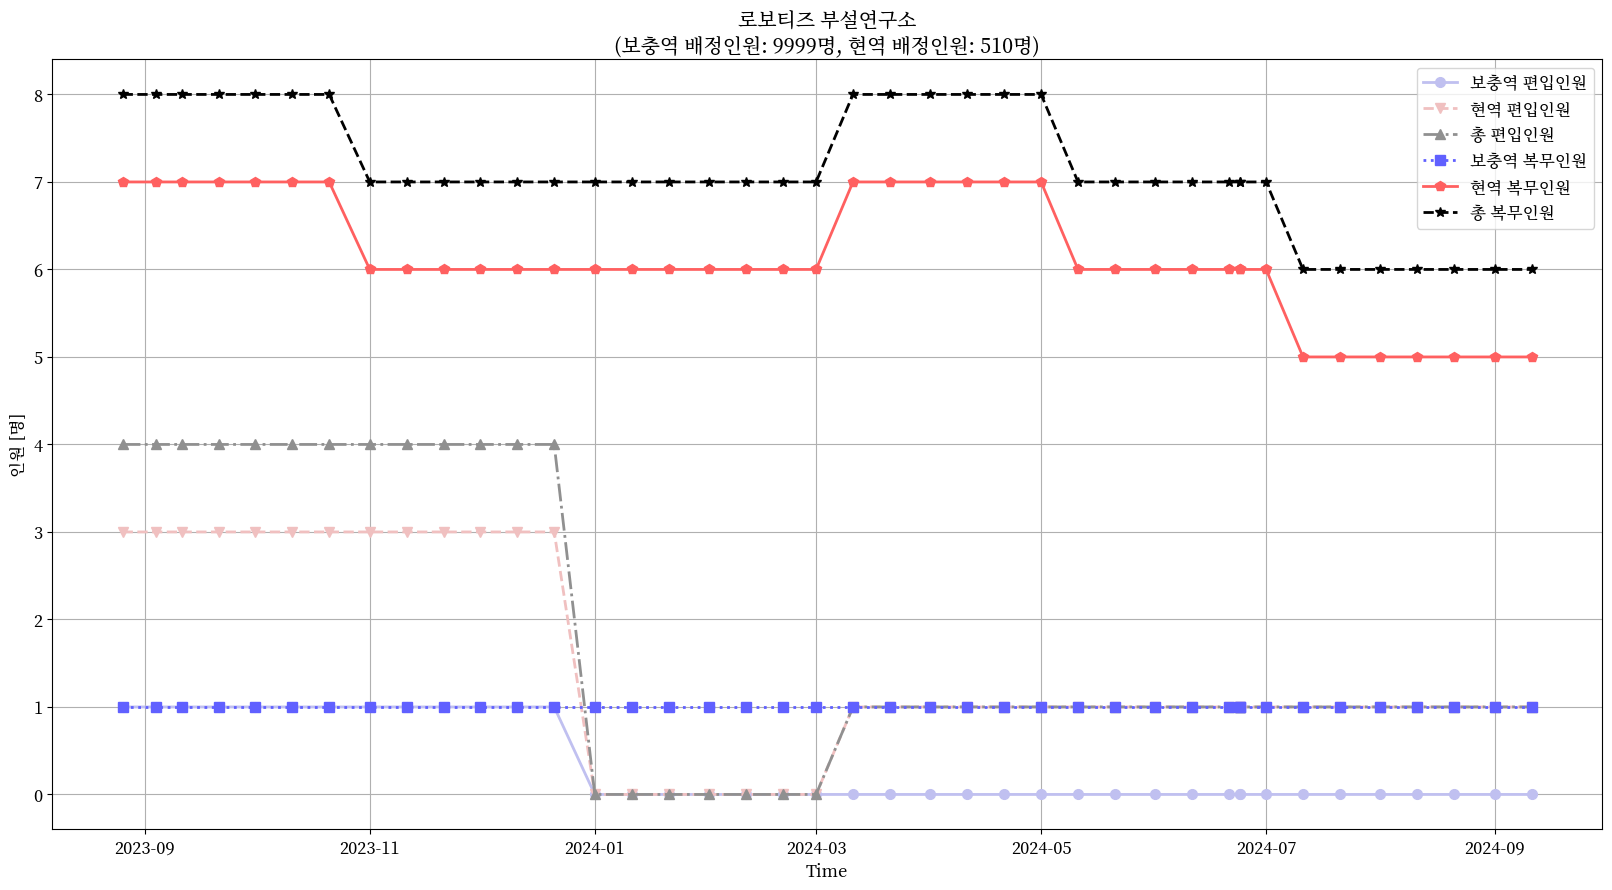 로보티즈 부설연구소
(보충역 배정인원: 9999명, 현역 배정인원: 510명)
보충역 편입인원
현역 편입인원
총 편입인원
보충역 복무인원
현역 복무인원
총 복무인원
인원 [명]
8
7
6
5
4
3
2
1
0
2023-09 2023-11 2024-01 2024-03 2024-05 2024-07 2024-09
Time